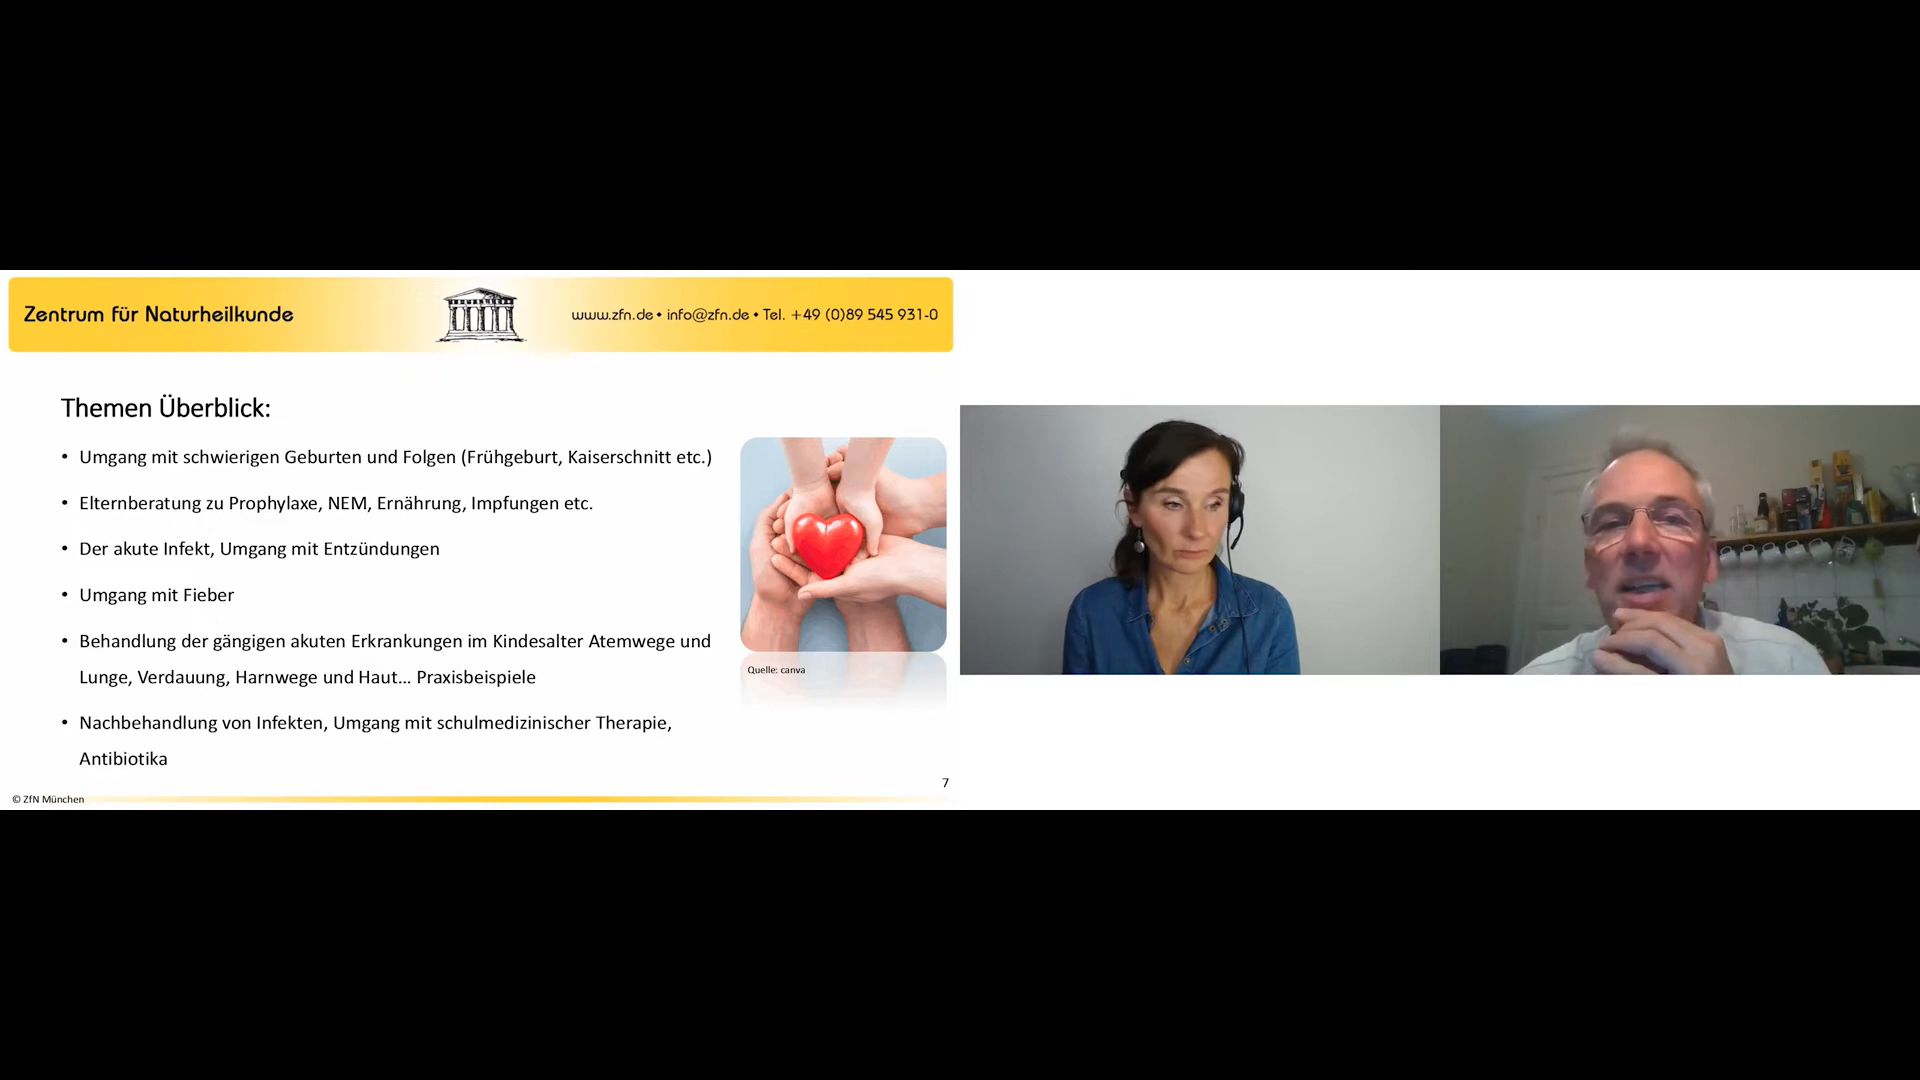 Zentrum für Naturheilkunde
www.zfn.de • info@zfn.de • Tel. +49 (0)89 545 931-0
Themen Überblick:
• Umgang mit schwierigen Geburten und Folgen (Frühgeburt, Kaiserschnitt etc.)
• Elternberatung zu Prophylaxe, NEM, Ernährung, Impfungen etc.
• Der akute Infekt, Umgang mit Entzündungen
• Umgang mit Fieber
• Behandlung der gängigen akuten Erkrankungen im Kindesalter Atemwege und
Lunge, Verdauung, Harnwege und Haut... Praxisbeispiele
• Nachbehandlung von Infekten, Umgang mit schulmedizinischer Therapie,
Antibiotika
Quelle: canva
7
© ZfN München